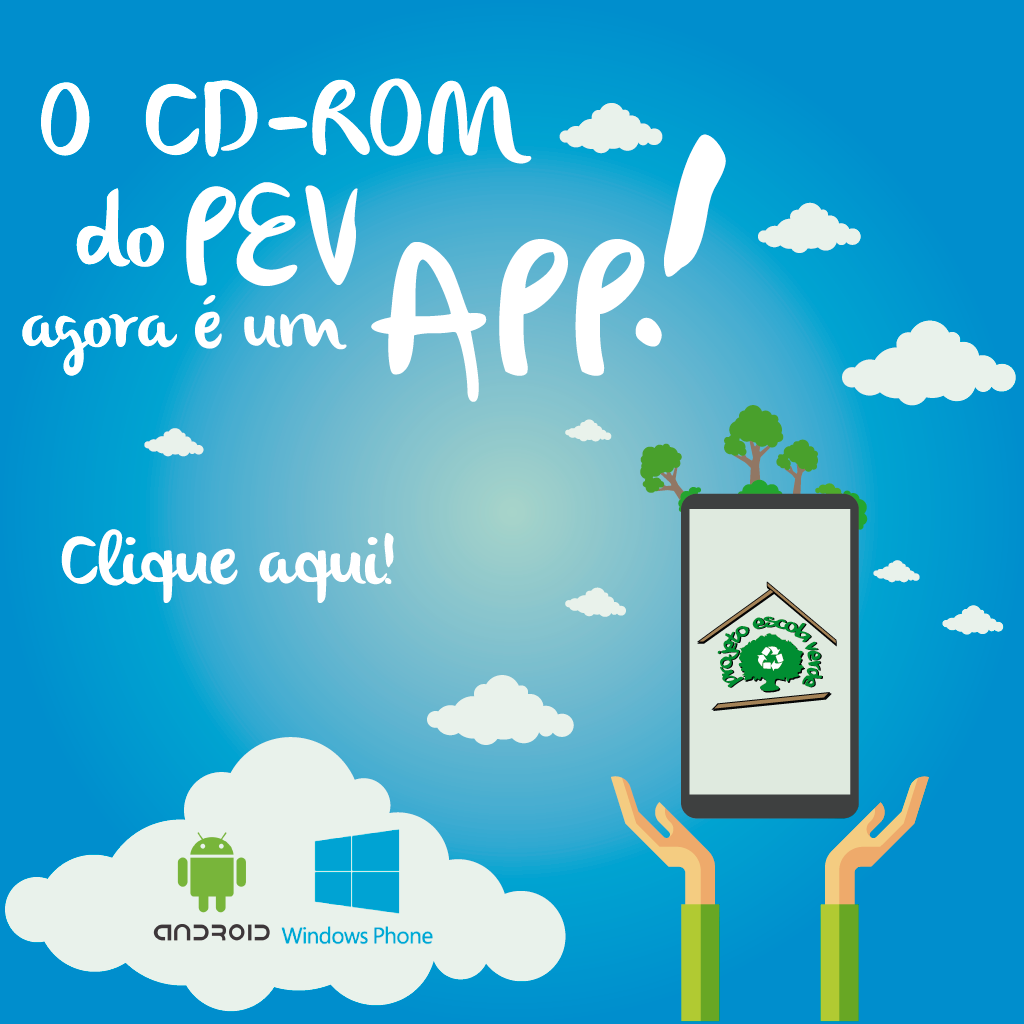 O CD-ROM
do PEV
agora é um APP!
Clique aqui!
projeto escola verde
ANDROID
Windows Phone